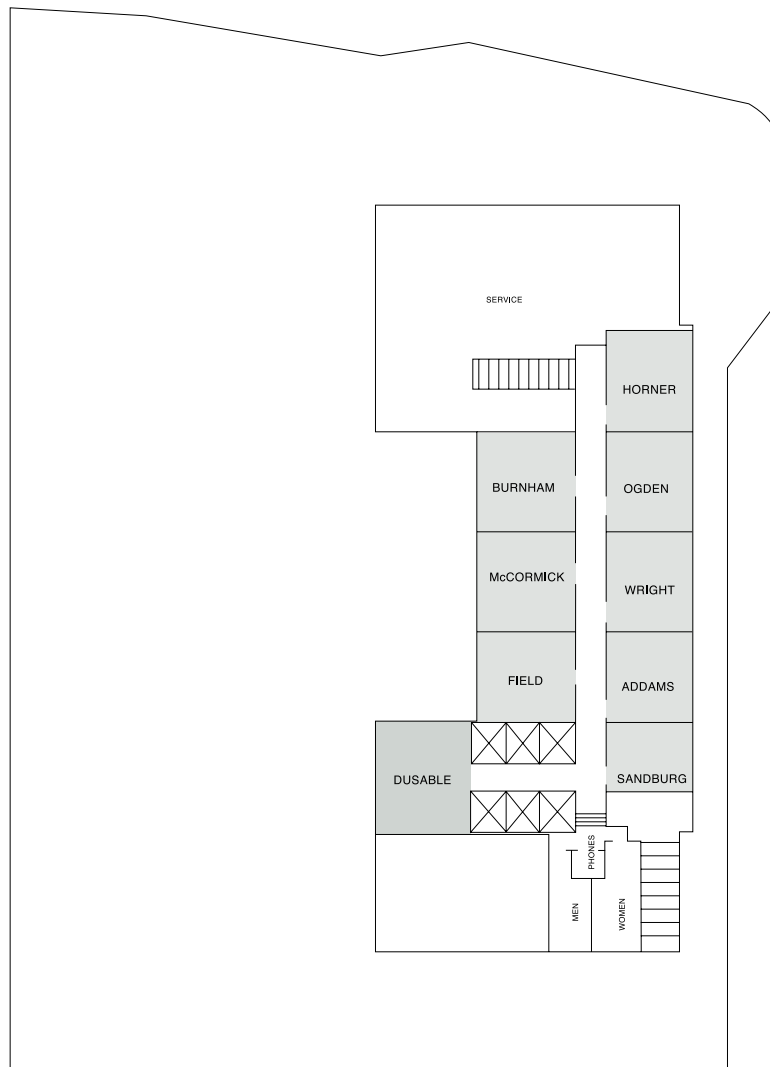 SERVICE
HORNER
BURNHAM
OGDEN
McCORMICK
WRIGHT
FIELD
ADDAMS
DUSABLE
SANDBURG
PHONES
MEN
WOMEN